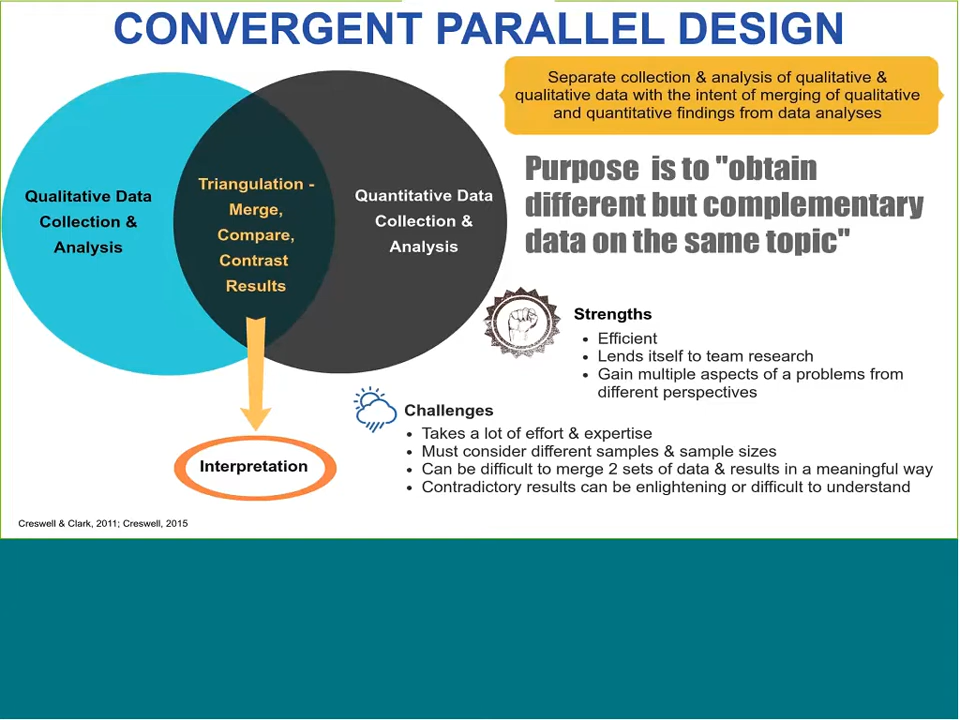 CONVERGENT PARALLEL DESIGN
Separate collection & analysis of qualitative &
qualitative data with the intent of merging of qualitative
and quantitative findings from data analyses
Qualitative Data
Collection &
Analysis
Triangulation -
Merge,
Compare,
Contrast
Results
Quantitative Data
Collection &
Analysis
Purpose is to "obtain
different but complementary
data on the same topic"
Strengths
• Efficient
• Lends itself to team research
• Gain multiple aspects of a problems from
different perspectives
Challenges
• Takes a lot of effort & expertise
• Must consider different samples & sample sizes
• Can be difficult to merge 2 sets of data & results in a meaningful way
• Contradictory results can be enlightening or difficult to understand
Interpretation
Creswell & Clark, 2011; Creswell, 2015